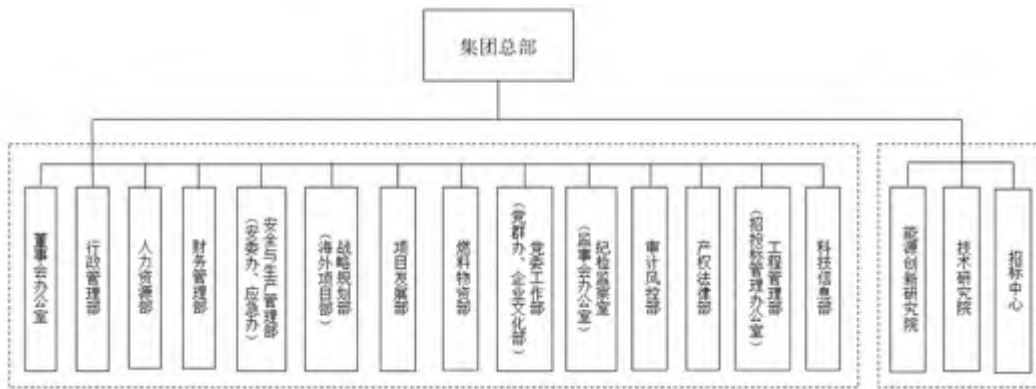 集团总部
董事会办公室
行政管理部
人力资源部
财务管理部
安全与生产管理部
（安委办、应急办）
战略规划部
（海外项目部）
项目发展部
燃料物资部
党委工作部
（党群办、企业文化部）
纪检监察室
（监事会办公室）
审计风控部
产权法律部
工程管理部
（招投标管理办公室）
科技信息部
能源创新研究院
技术研究院
招标中心